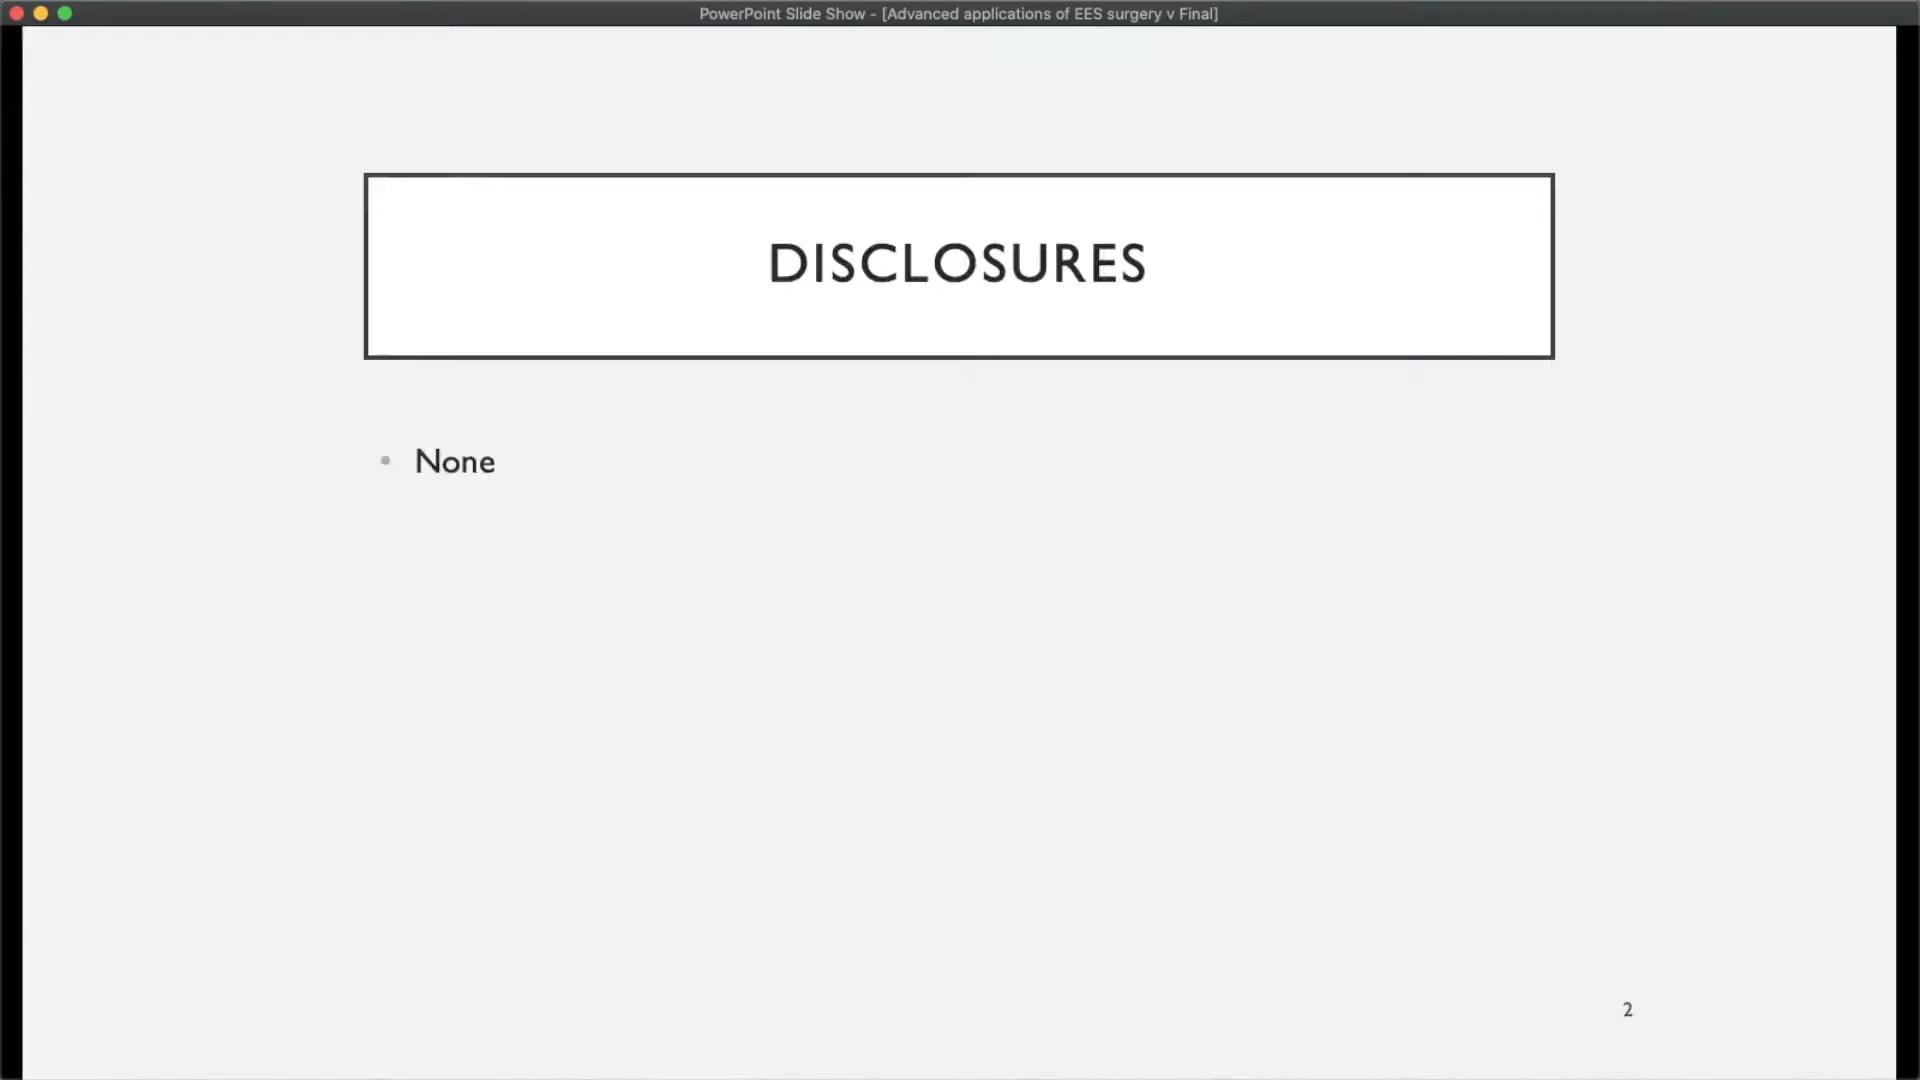 PowerPoint Slide Show - [Advanced applications of EES surgery v Final]
DISCLOSURES
• None
2